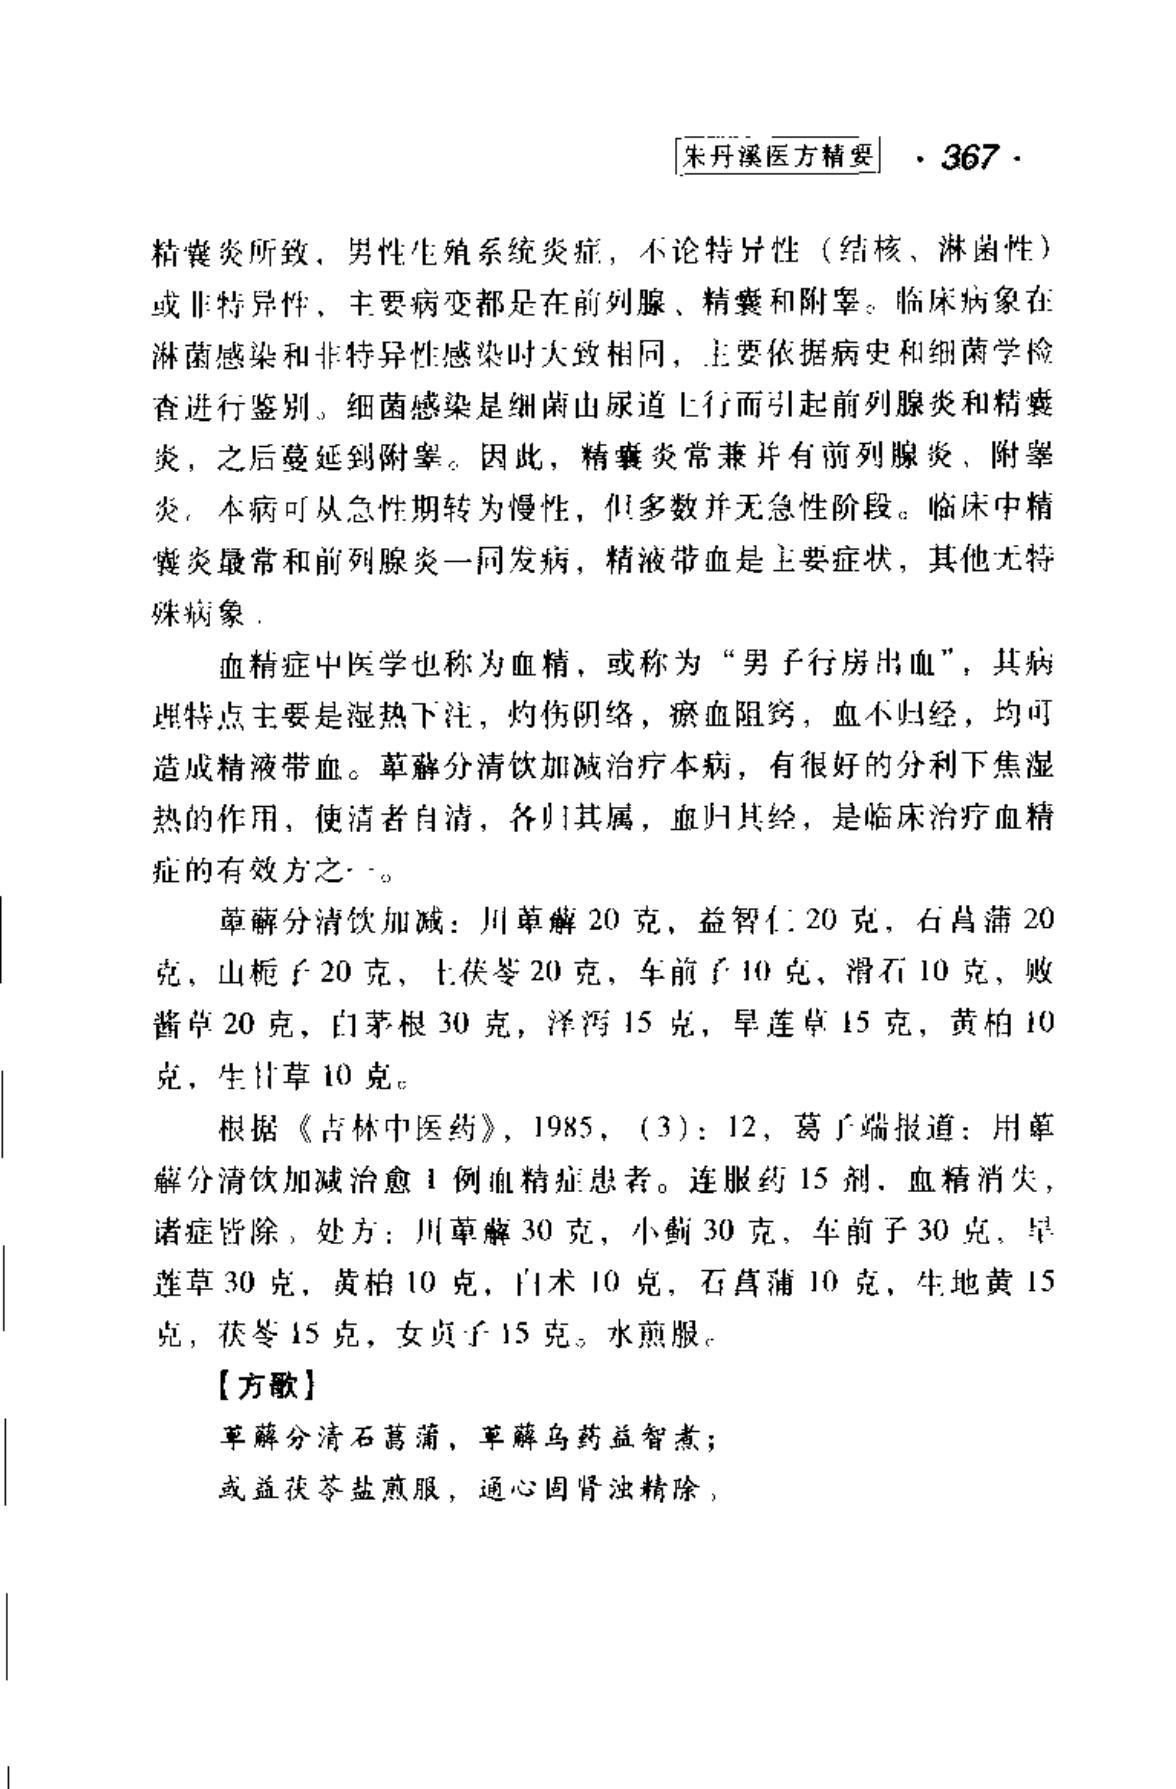 朱丹溪医方精要 · 367 ·
精囊炎所致，男性生殖系统炎症，不论特异性（结核、淋菌性）
或非特异性，主要病变都是在前列腺、精囊和附睾。临床病象在
淋菌感染和非特异性感染时大致相同，主要依据病史和细菌学检
查进行鉴别。细菌感染是细菌由尿道上行而引起前列腺炎和精囊
炎，之后蔓延到附睾。因此，精囊炎常兼并有前列腺炎、附睾
炎。本病可从急性期转为慢性，但多数并无急性阶段。临床中精
囊炎最常和前列腺炎一同发病，精液带血是主要症状，其他无特
殊病象．
血精症中医学也称为血精，或称为“男子行房出血”，其病
理特点主要是湿热下注，灼伤阴络，瘀血阻窍，血不归经，均可
造成精液带血。萆薢分清饮加减治疗本病，有很好的分利下焦湿
热的作用，使清者自清，各归其属，血归其经，是临床治疗血精
症的有效方之一。
萆薢分清饮加减：川萆薢 20 克，益智仁 20 克，石菖蒲 20
克，山栀子 20 克，土茯苓 20 克，车前子 10 克，滑石 10 克，败
酱草 20 克，白茅根 30 克，泽泻 15 克，旱莲草 15 克，黄柏 10
克，生甘草 10 克。
根据《吉林中医药》，1985，（3）：12，葛子端报道：用萆
薢分清饮加减治愈 1 例血精症患者。连服药 15 剂，血精消失，
诸症皆除。处方：川萆薢 30 克，小蓟 30 克，车前子 30 克，旱
莲草 30 克，黄柏 10 克，白术 10 克，石菖蒲 10 克，生地黄 15
克，茯苓 15 克，女贞子 15 克。水煎服。
【方歌】
萆薢分清石菖蒲，萆薢乌药益智煮；
或益茯苓盐煎服，通心固肾浊精除。